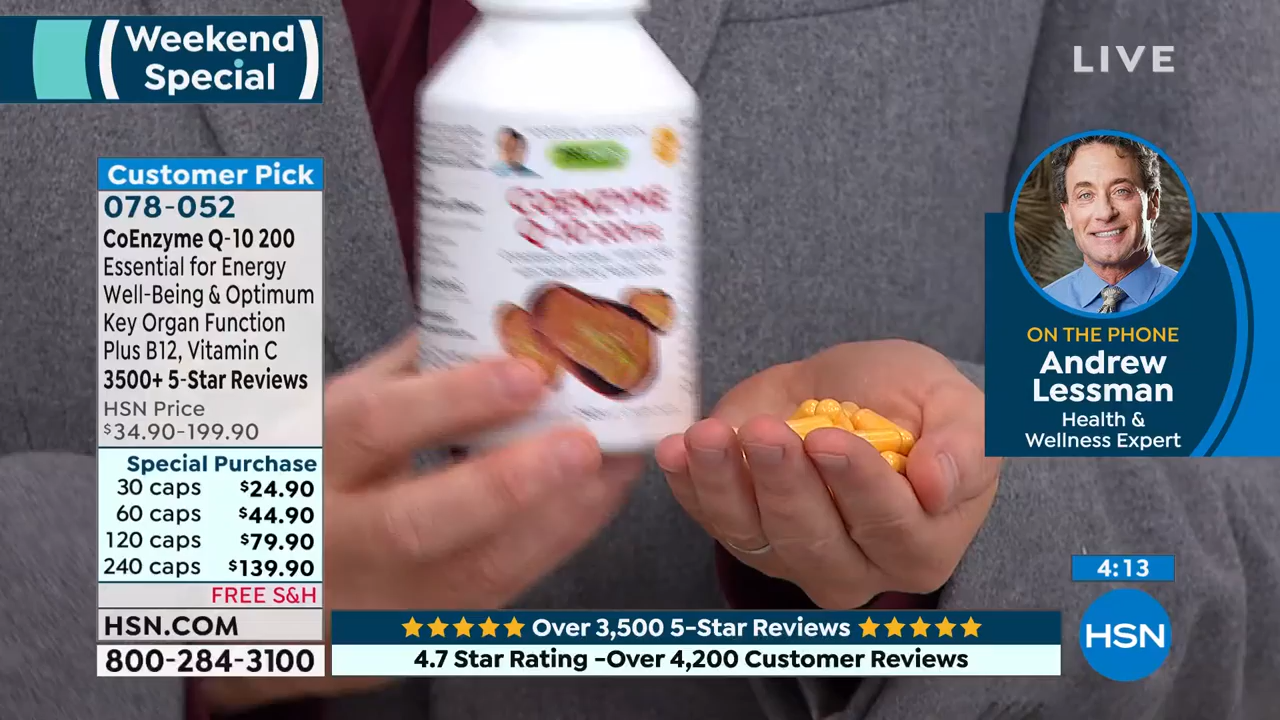 (Weekend
Special)
LIVE
Customer Pick
078-052
CoEnzyme Q-10 200
Essential for Energy
Well-Being & Optimum
Key Organ Function
Plus B12, Vitamin C
3500+ 5-Star Reviews
HSN Price
$34.90-199.90
Special Purchase
30 caps $24.90
60 caps $44.90
120 caps $79.90
240 caps $139.90
FREE S&H
HSN.COM
800-284-3100
COENZYME
Q-10
ON THE PHONE
Andrew
Lessman
Health &
Wellness Expert
4:13
HSN
Over 3,500 5-Star Reviews
4.7 Star Rating –Over 4,200 Customer Reviews